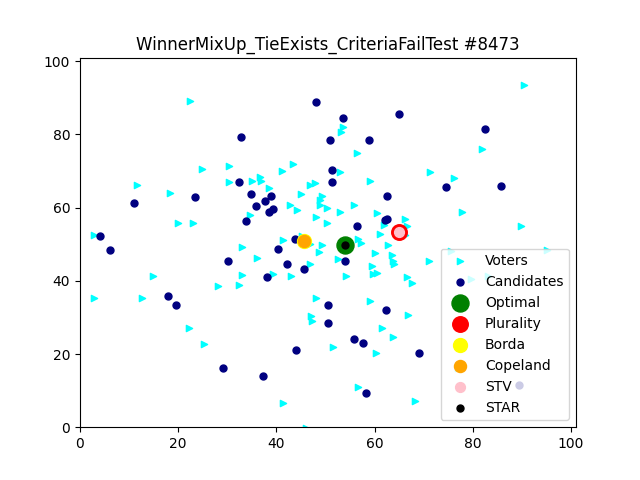 WinnerMixUp_TieExists_CriteriaFailTest #8473
100
80
60
40
20
0
0
20
40
60
80
100
Voters
Candidates
Optimal
Plurality
Borda
Copeland
STV
STAR